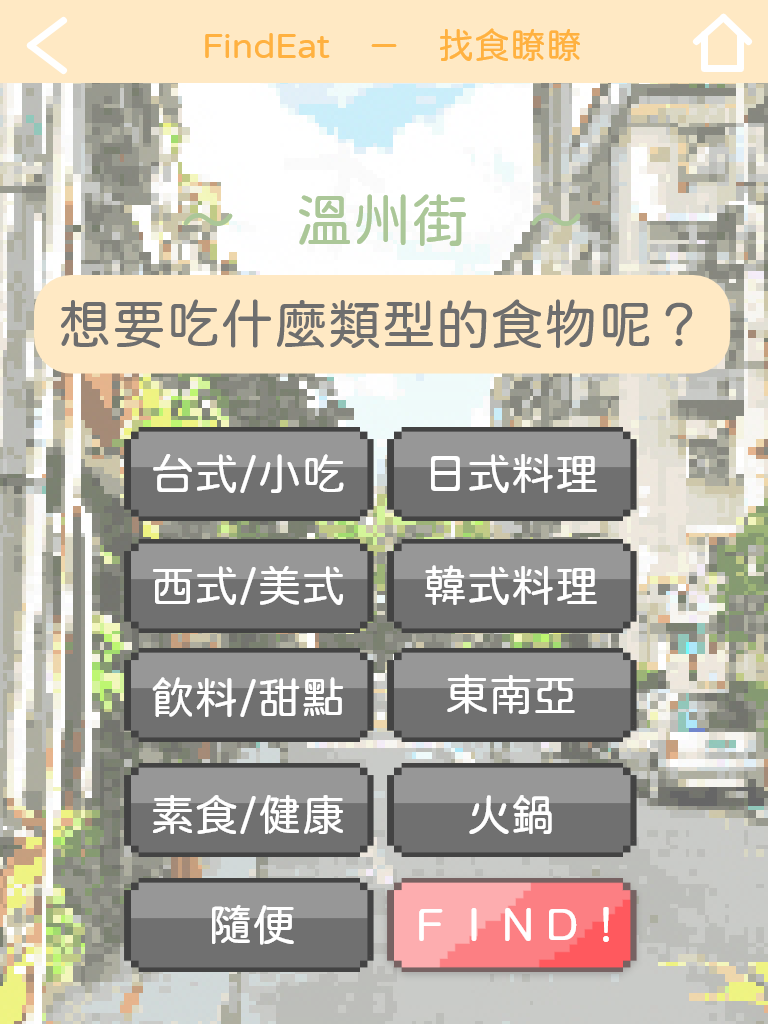 FindEat － 找食瞭瞭
～ 溫州街 ～
想要吃什麼類型的食物呢？
台式/小吃
日式料理
西式/美式
韓式料理
飲料/甜點
東南亞
素食/健康
火鍋
隨便
ＦＩＮＤ！